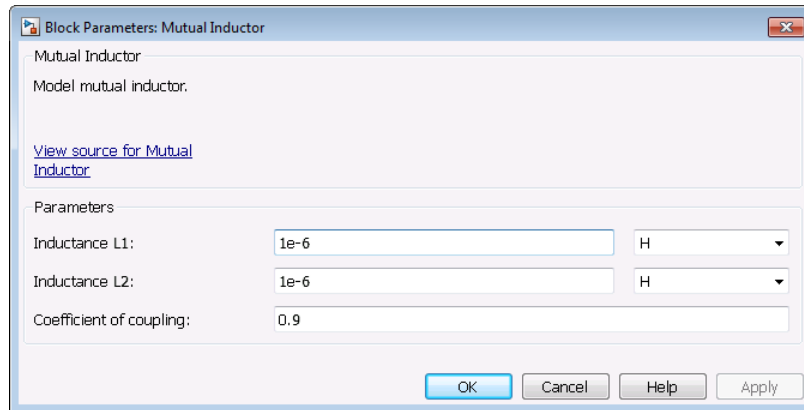 Block Parameters: Mutual Inductor
Mutual Inductor
Model mutual inductor.
View source for Mutual
Inductor
Parameters
Inductance L1: 1e-6 H
Inductance L2: 1e-6 H
Coefficient of coupling: 0.9
OK Cancel Help Apply